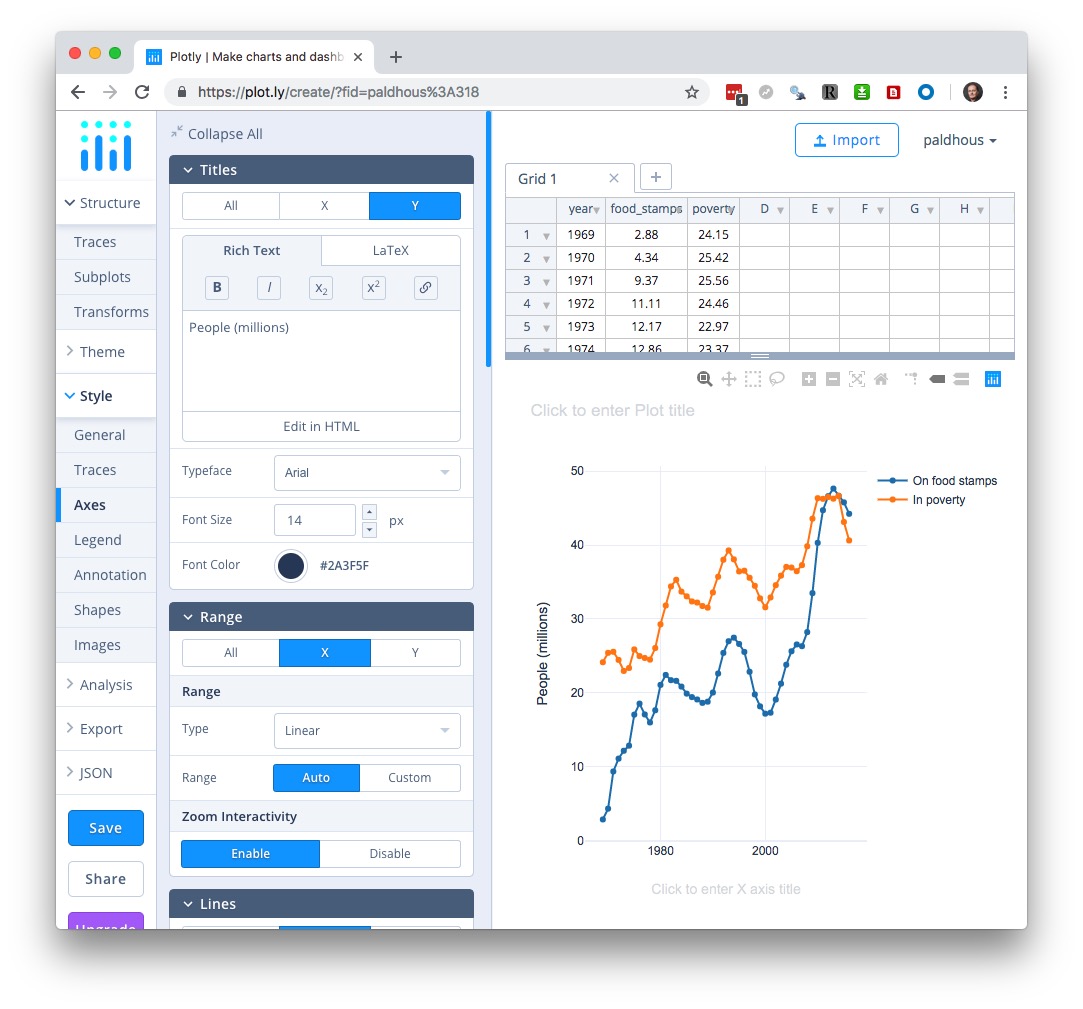 Plotly | Make charts and dashb
https://plot.ly/create/?fid=paldhous%3A318
1
Collapse All
Import
paldhous
Structure
Traces
Subplots
Transforms
Theme
Style
General
Traces
Axes
Legend
Annotation
Shapes
Images
Analysis
Export
JSON
Save
Share
Upgrade
Titles
All X Y
Rich Text LaTeX
B I X2 X2
People (millions)
Edit in HTML
Typeface Arial
Font Size 14 px
Font Color #2A3F5F
Range
All X Y
Range
Type Linear
Range Auto Custom
Zoom Interactivity
Enable Disable
Lines
Grid 1
year food_stamps poverty D E F G H
1 1969 2.88 24.15
2 1970 4.34 25.42
3 1971 9.37 25.56
4 1972 11.11 24.46
5 1973 12.17 22.97
6 1974 12.86 23.37
Click to enter Plot title
50
40
30
20
10
0
People (millions)
1980 2000
On food stamps
In poverty
Click to enter X axis title